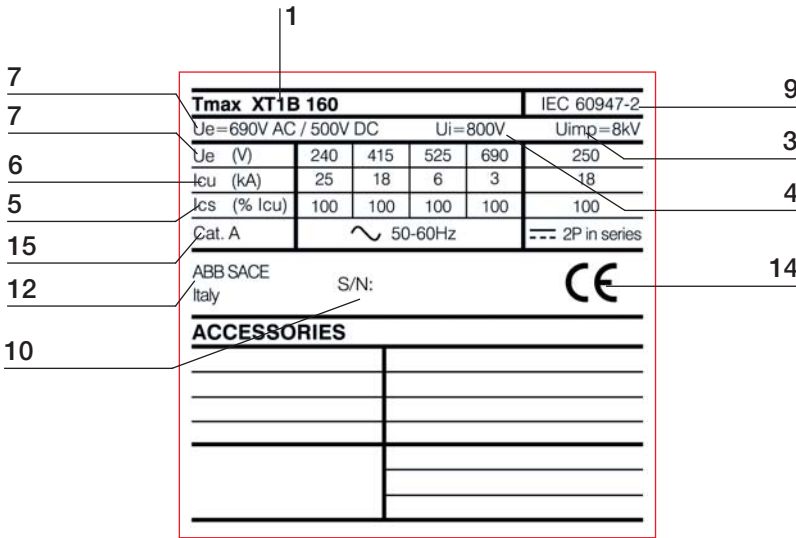 1
7
9
Tmax XT1B 160 IEC 60947-2
7
Ue=690V AC / 500V DC Ui=800V Uimp=8kV
3
Ue (V) 240 415 525 690 250
6
Icu (kA) 25 18 6 3 18
4
5
Ics (% Icu) 100 100 100 100 100
15
Cat. A 50-60Hz 2P in series
14
12
ABB SACE
Italy
S/N:
CE
10
ACCESSORIES